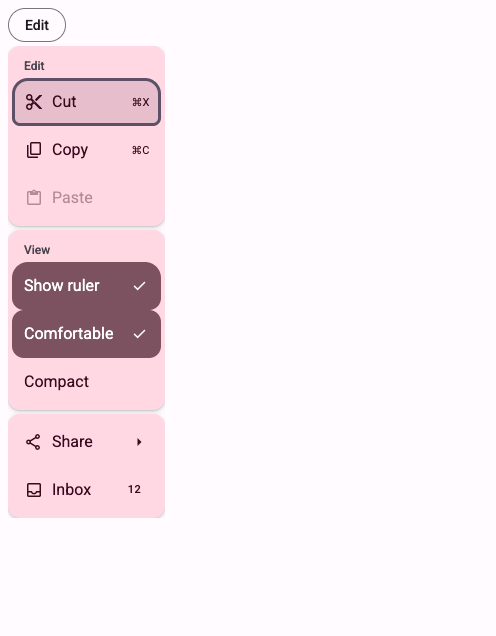 Edit
Edit
Cut ⌘X
Copy ⌘C
Paste
View
Show ruler
Comfortable
Compact
Share
Inbox 12